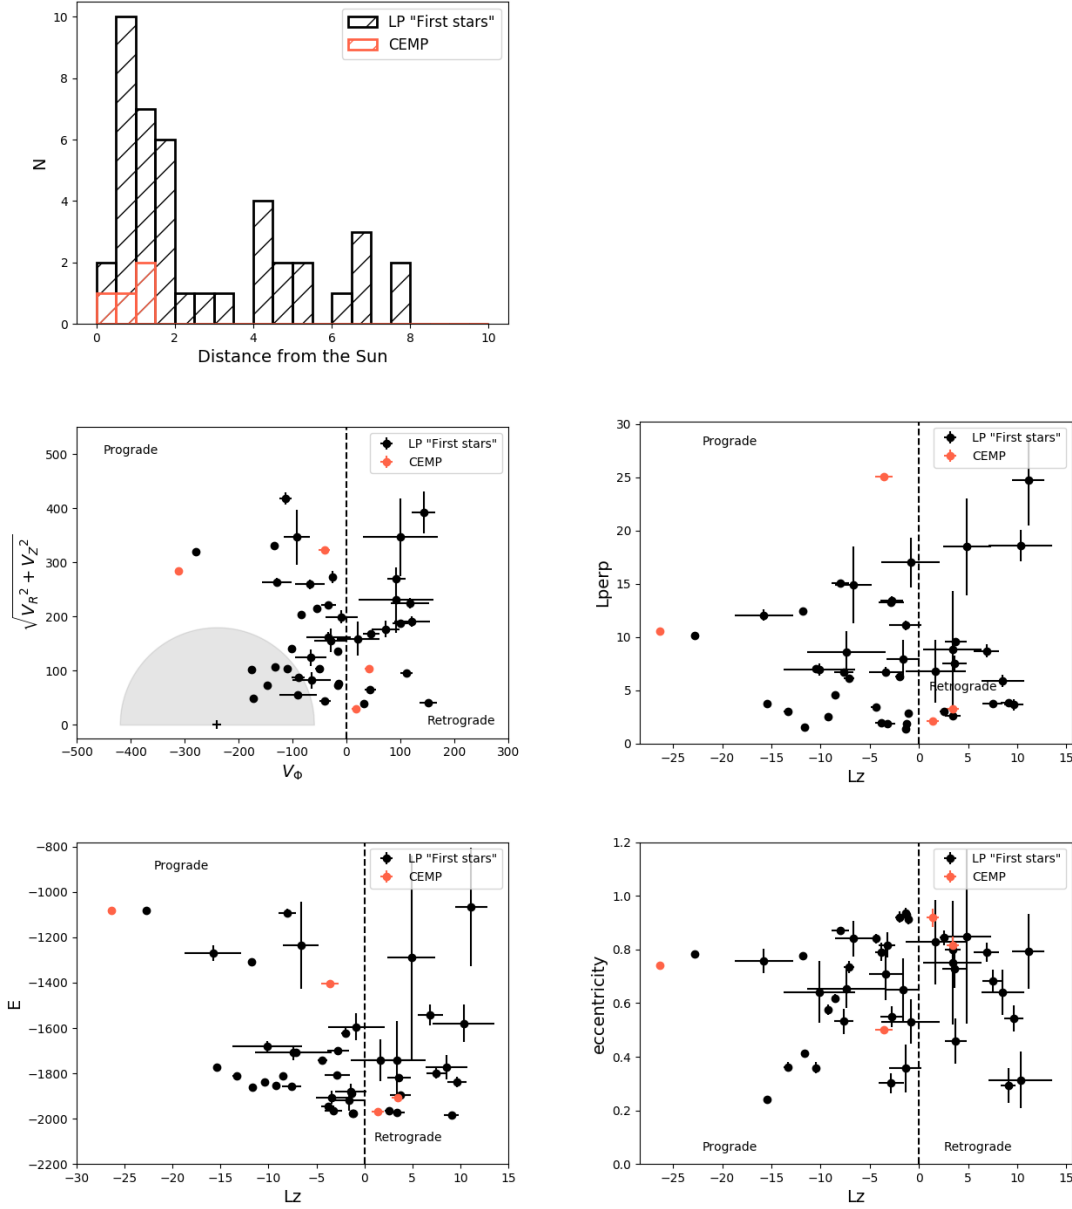 LP "First stars"
CEMP
10
8
6
4
2
0
N
0 2 4 6 8 10
Distance from the Sun
Prograde
LP "First stars"
CEMP
500
400
300
200
100
0
√V_R² + V_Z²
Retrograde
−500 −400 −300 −200 −100 0 100 200 300
V_Φ
Prograde
LP "First stars"
CEMP
30
25
20
15
10
5
0
Lperp
Retrograde
−25 −20 −15 −10 −5 0 5 10 15
Lz
Prograde
LP "First stars"
CEMP
−800
−1000
−1200
−1400
−1600
−1800
−2000
−2200
E
Retrograde
−30 −25 −20 −15 −10 −5 0 5 10 15
Lz
LP "First stars"
CEMP
1.2
1.0
0.8
0.6
0.4
0.2
0.0
eccentricity
Prograde
Retrograde
−25 −20 −15 −10 −5 0 5 10 15
Lz